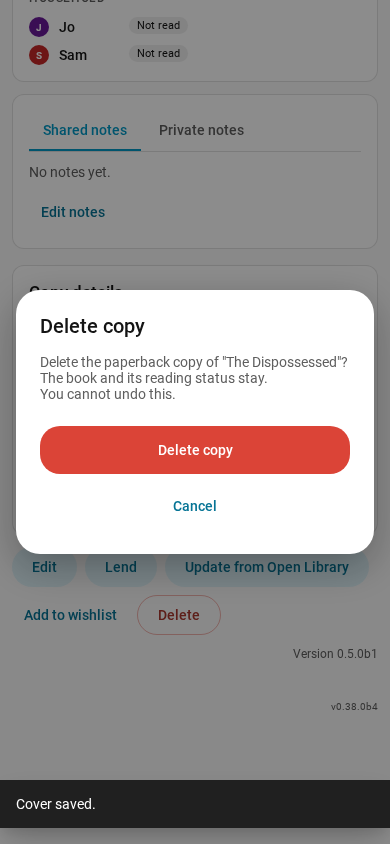 J Jo Not read
S Sam Not read
Shared notes Private notes
No notes yet.
Edit notes
Delete copy
Delete the paperback copy of "The Dispossessed"?
The book and its reading status stay.
You cannot undo this.
Delete copy
Cancel
Edit Lend Update from Open Library
Add to wishlist Delete
Version 0.5.0b1
v0.38.0b4
Cover saved.